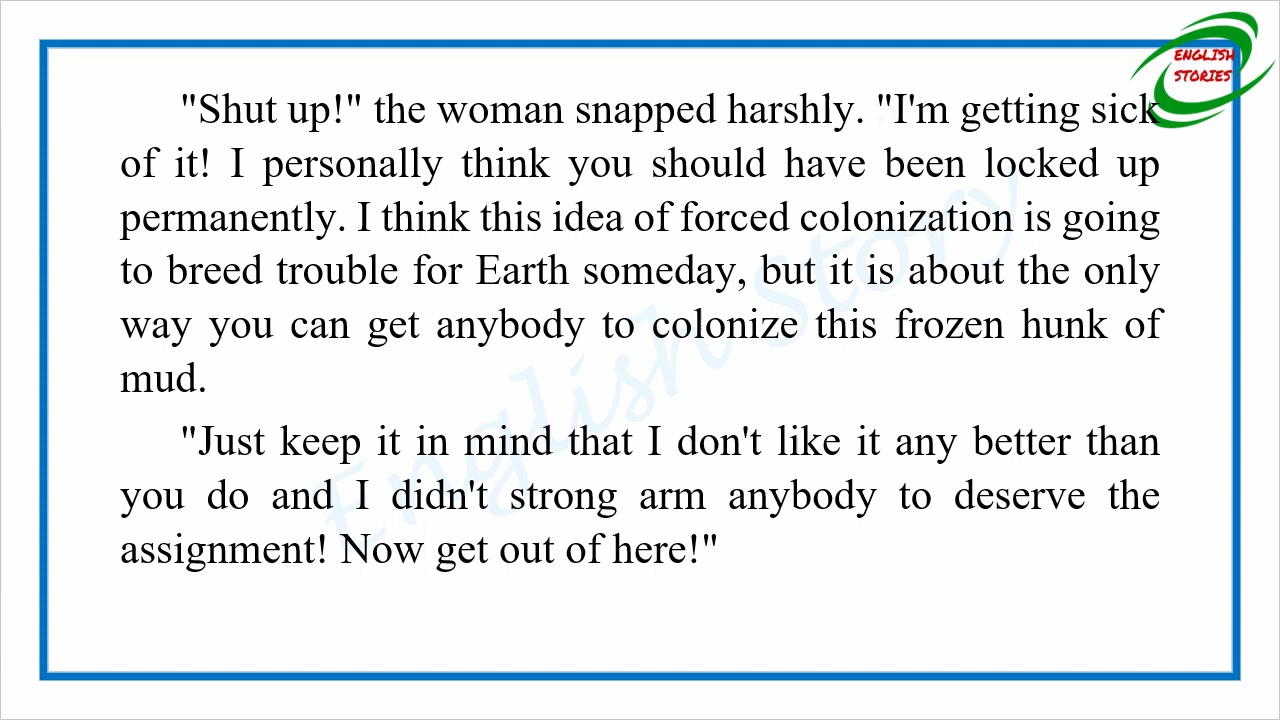 ENGLISH
STORIES
"Shut up!" the woman snapped harshly. "I'm getting sick
of it! I personally think you should have been locked up
permanently. I think this idea of forced colonization is going
to breed trouble for Earth someday, but it is about the only
way you can get anybody to colonize this frozen hunk of
mud.
"Just keep it in mind that I don't like it any better than
you do and I didn't strong arm anybody to deserve the
assignment! Now get out of here!"
English Story